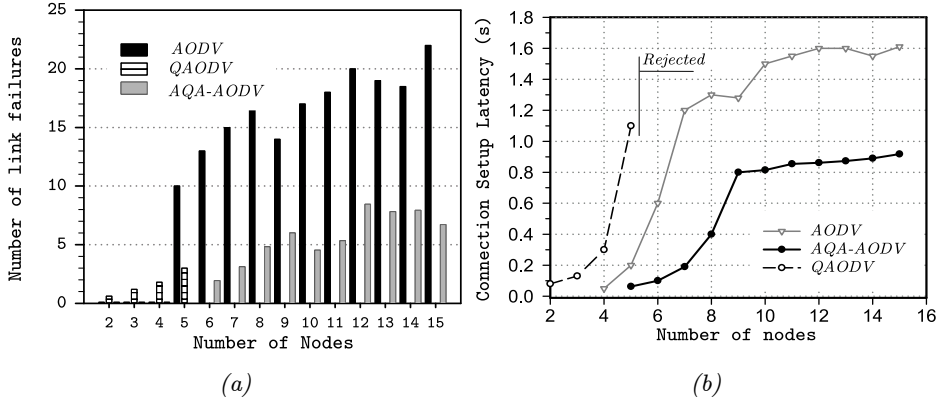 25
20
15
10
5
0
Number of link failures
AODV
QAODV
AQA-AODV
2 3 4 5 6 7 8 9 10 11 12 13 14 15
Number of Nodes
(a)
1.8
1.6
1.4
1.2
1.0
0.8
0.6
0.4
0.2
0.0
Connection Setup Latency (s)
Rejected
AODV
AQA-AODV
QAODV
2 4 6 8 10 12 14 16
Number of nodes
(b)